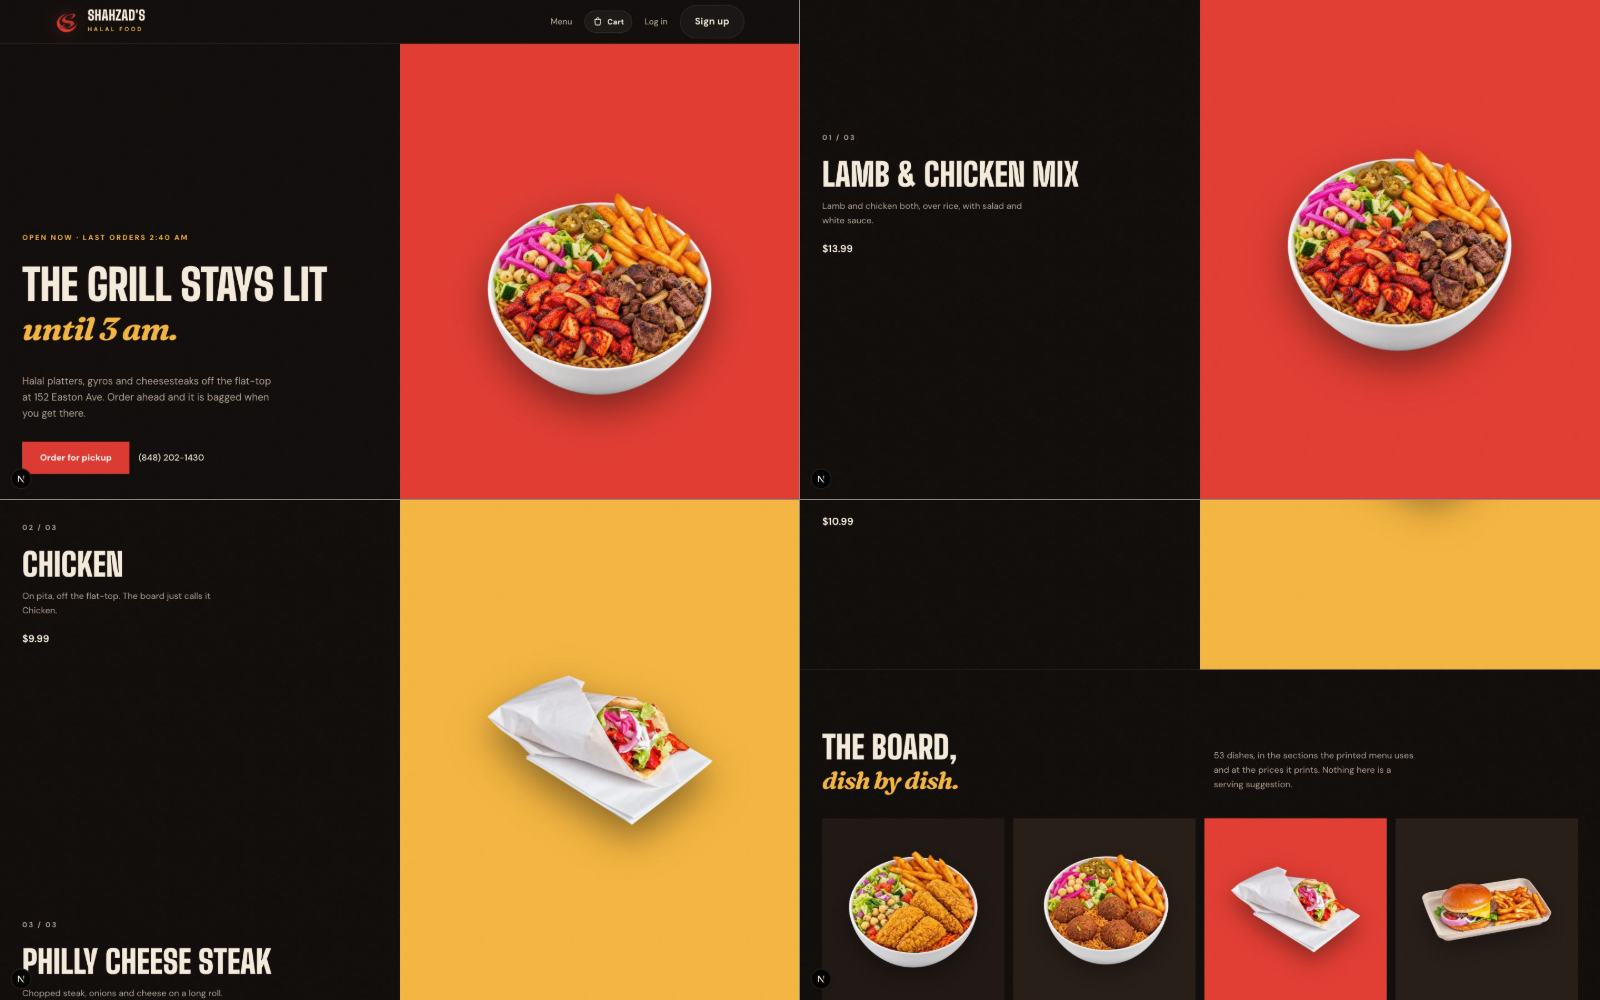 SHAHZAD'S
HALAL FOOD
Menu
Cart
Log in
Sign up
OPEN NOW · LAST ORDERS 2:40 AM
THE GRILL STAYS LIT
until 3 am.
Halal platters, gyros and cheesesteaks off the flat-top
at 152 Easton Ave. Order ahead and it is bagged when
you get there.
Order for pickup
(848) 202-1430
N
01 / 03
LAMB & CHICKEN MIX
Lamb and chicken both, over rice, with salad and
white sauce.
$13.99
N
02 / 03
CHICKEN
On pita, off the flat-top. The board just calls it
Chicken.
$9.99
03 / 03
PHILLY CHEESE STEAK
Chopped steak, onions and cheese on a long roll.
N
$10.99
THE BOARD,
dish by dish.
53 dishes, in the sections the printed menu uses
and at the prices it prints. Nothing here is a
serving suggestion.
N